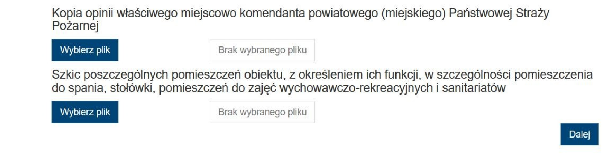 Kopia opinii właściwego miejscowo komendanta powiatowego (miejskiego) Państwowej Straży
Pożarnej
Wybierz plik Brak wybranego pliku
Szkic poszczególnych pomieszczeń obiektu, z określeniem ich funkcji, w szczególności pomieszczenia
do spania, stołówki, pomieszczeń do zajęć wychowawczo-rekreacyjnych i sanitariatów
Wybierz plik Brak wybranego pliku
Dalej